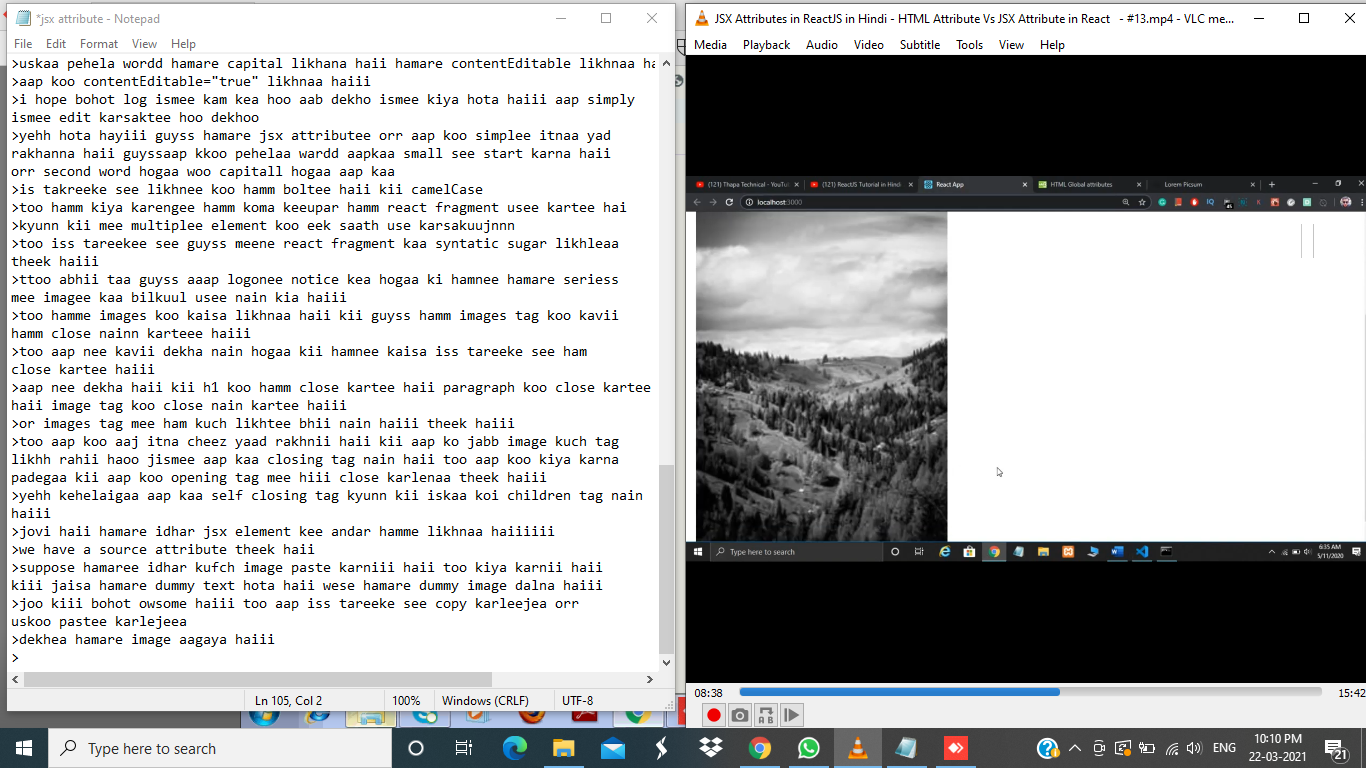 *jsx attribute - Notepad
File Edit Format View Help
>uskaa pehela wordd hamare capital likhana haii hamare contentEditable likhnaa ha
>aap koo contentEditable="true" likhnaa haiii
>i hope bohot log ismee kam kea hoo aab dekho ismee kiya hota haiii aap simply
ismee edit karsaktee hoo dekhoo
>yehh hota hayiii guyss hamare jsx attributee orr aap koo simplee itnaa yad
rakhanna haii guyssaap kkoo pehelaa wardd aapkaa small see start karna haii
orr second word hogaa woo capitall hogaa aap kaa
>is takreeke see likhnee koo hamm boltee haii kii camelCase
>too hamm kiya karengee hamm koma keeupar hamm react fragment usee kartee hai
>kyunn kii mee multiplee element koo eek saath use karsakuujnnn
>too iss tareekee see guyss meene react fragment kaa syntatic sugar likhleaa
theek haiii
>ttoo abhii taa guyss aaap logonee notice kea hogaa ki hamnee hamare seriess
mee imagee kaa bilkuul usee nain kia haiii
>too hamme images koo kaisa likhnaa haii kii guyss hamm images tag koo kavii
hamm close nainn karteee haiii
>too aap nee kavii dekha nain hogaa kii hamnee kaisa iss tareeke see ham
close kartee haiii
>aap nee dekha haii kii h1 koo hamm close kartee haii paragraph koo close kartee
haii image tag koo close nain kartee haiii
>or images tag mee ham kuch likhtee bhii nain haiii theek haiii
>too aap koo aaj itna cheez yaad rakhnii haii kii aap ko jabb image kuch tag
likhh rahii haoo jismee aap kaa closing tag nain haii too aap koo kiya karna
padegaa kii aap koo opening tag mee hiii close karlenaa theek haiii
>yehh kehelaigaa aap kaa self closing tag kyunn kii iskaa koi children tag nain
haiii
>jovi haii hamare idhar jsx element kee andar hamme likhnaa haiiiiii
>we have a source attribute theek haii
>suppose hamaree idhar kufch image paste karniii haii too kiya karnii haii
kiii jaisa hamare dummy text hota haii wese hamare dummy image dalna haiii
>joo kiii bohot owsome haiii too aap iss tareeke see copy karleejea orr
uskoo pastee karlejeea
>dekhea hamare image aagaya haiii
>
Ln 105, Col 2 100% Windows (CRLF) UTF-8
JSX Attributes in ReactJS in Hindi - HTML Attribute Vs JSX Attribute in React - #13.mp4 - VLC me...
Media Playback Audio Video Subtitle Tools View Help
(121) Thapa Technical - YouTu (121) ReactJS Tutorial in Hindi React App HTML Global attributes Lorem Picsum
localhost:3000
Type here to search
6:35 AM
5/11/2020
08:38 15:42
A B
Type here to search
ENG
10:10 PM
22-03-2021
21